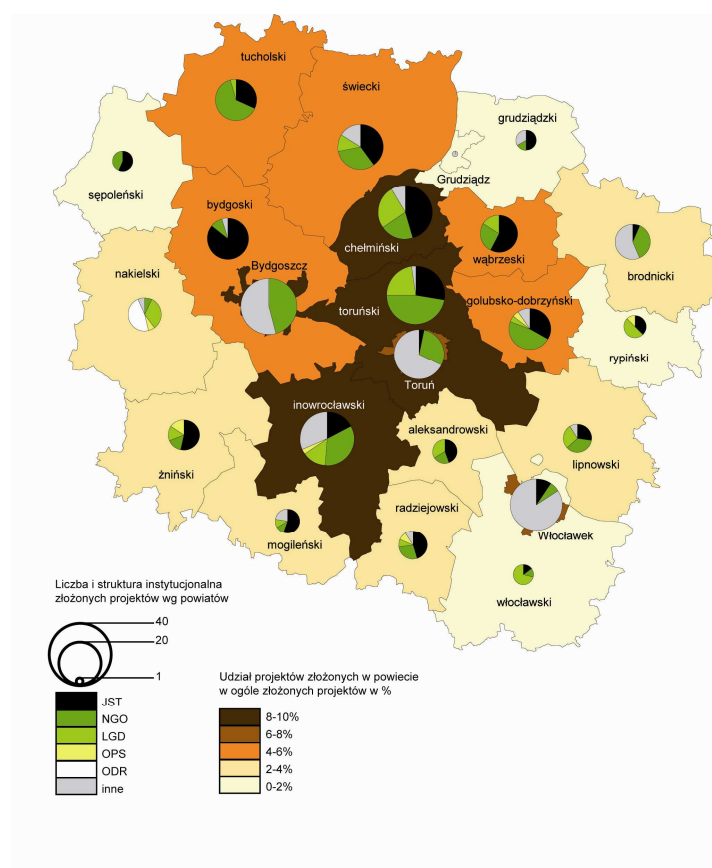 tucholski
świecki
grudziądzki
Grudziądz
sępoleński
bydgoski
chełmiński
wąbrzeski
brodnicki
Bydgoszcz
nakielski
toruński
golubsko-dobrzyński
rypiński
Toruń
inowrocławski
aleksandrowski
lipnowski
żniński
radziejowski
mogileński
Włocławek
włocławski
Liczba i struktura instytucjonalna
złożonych projektów wg powiatów
40
20
1
JST
NGO
LGD
OPS
ODR
inne
Udział projektów złożonych w powiecie
w ogóle złożonych projektów w %
8-10%
6-8%
4-6%
2-4%
0-2%